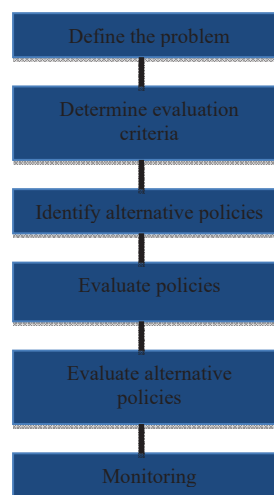 Define the problem
Determine evaluation
criteria
Identify alternative policies
Evaluate policies
Evaluate alternative
policies
Monitoring